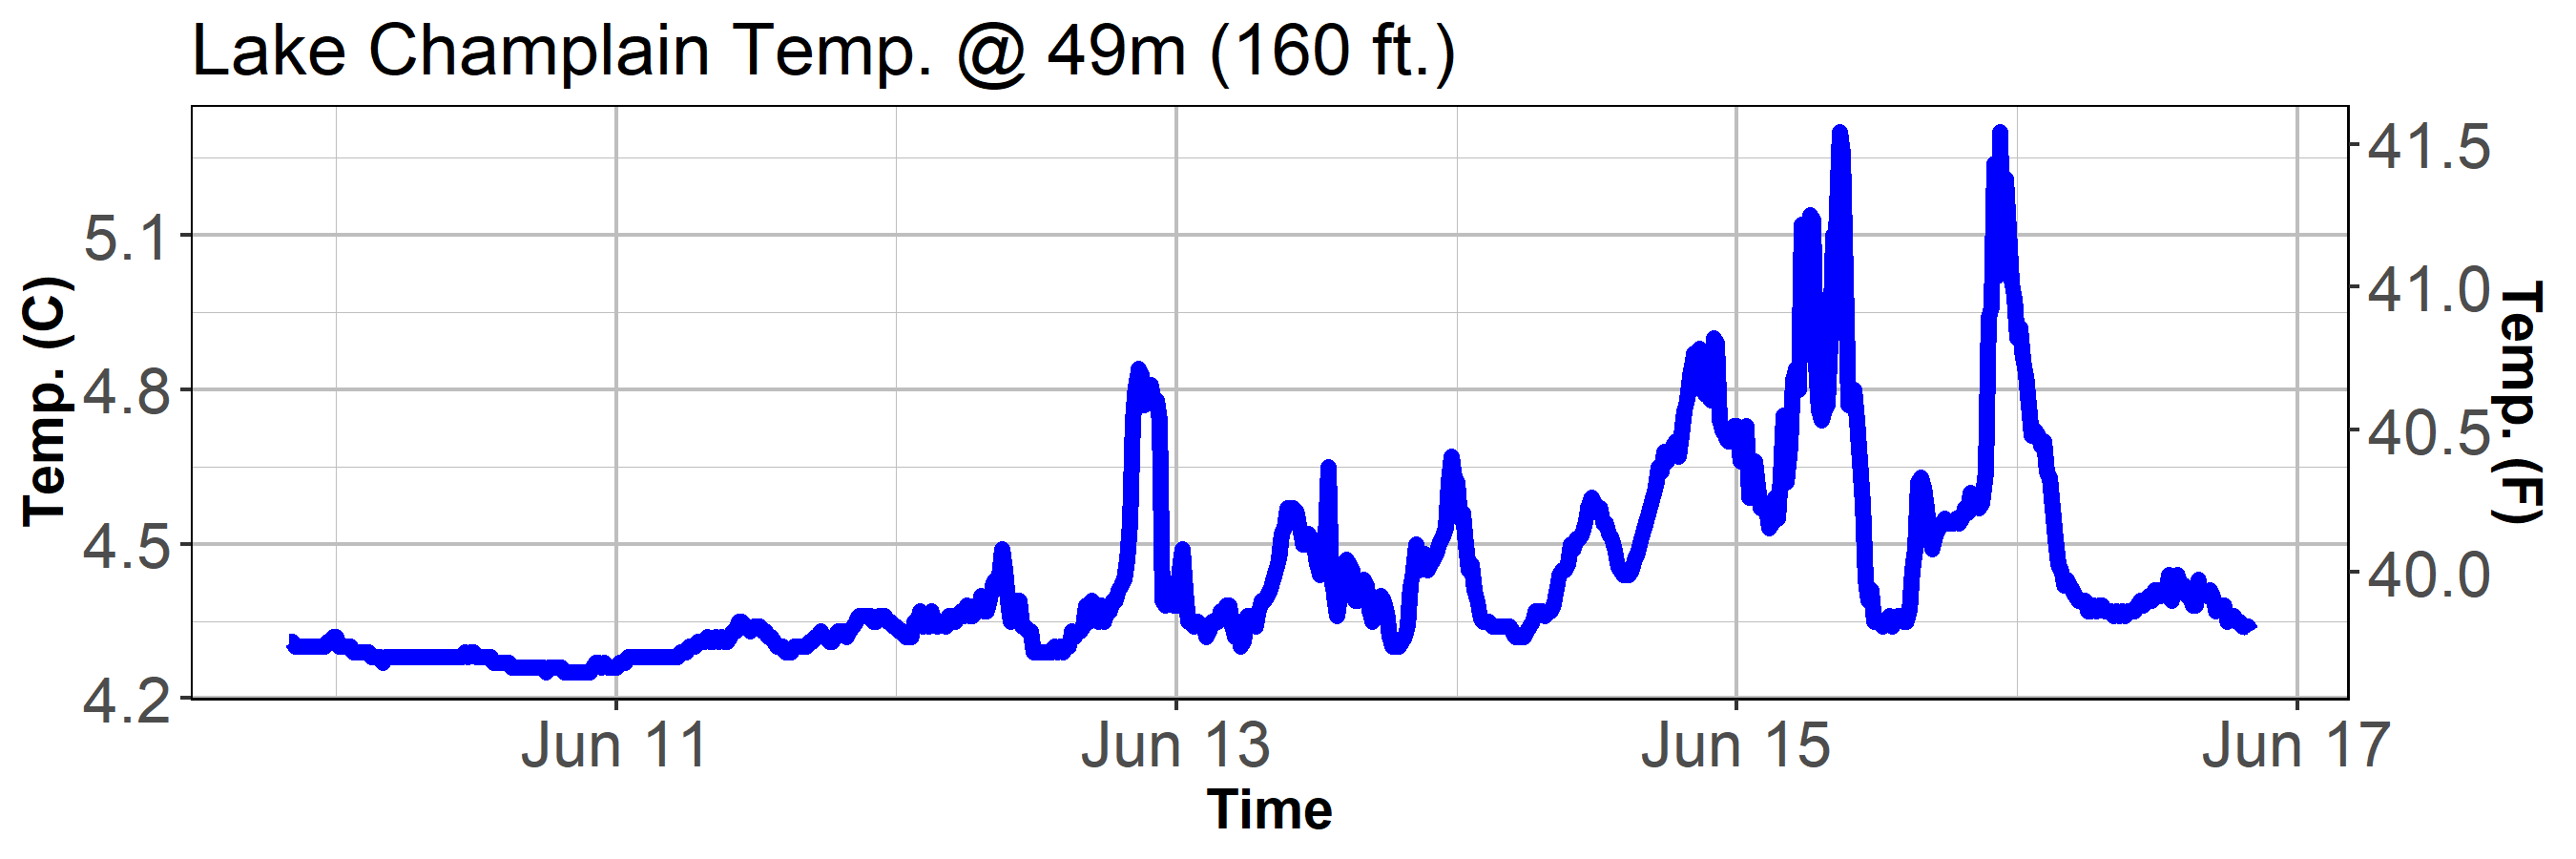 Lake Champlain Temp. @ 49m (160 ft.)
Temp. (C)
5.1
4.8
4.5
4.2
41.5
41.0
40.5
40.0
Temp. (F)
Jun 11 Jun 13 Jun 15 Jun 17
Time